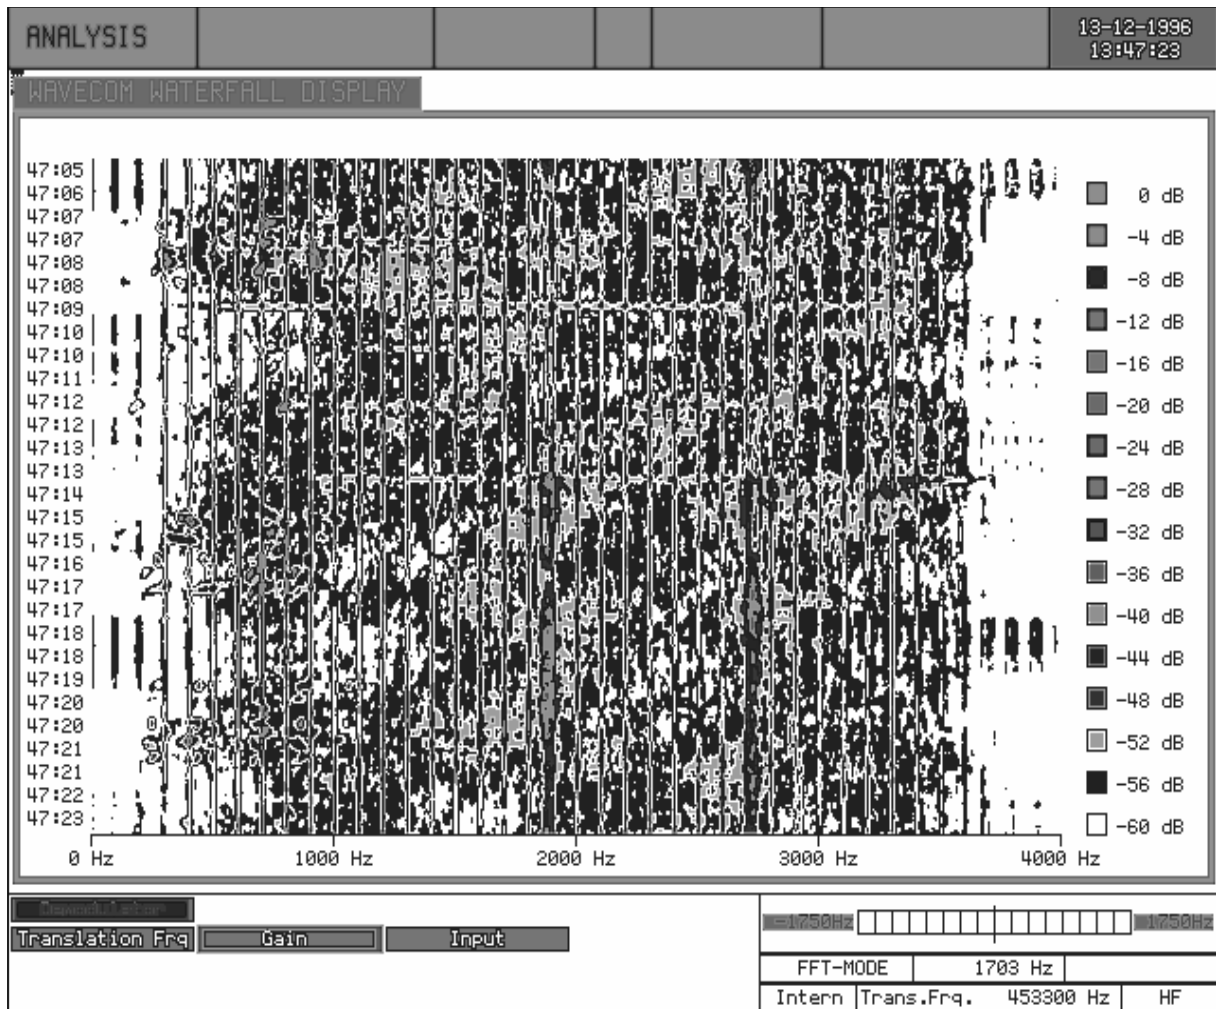 ANALYSIS
13-12-1996
13:47:23
WAVECOM WATERFALL DISPLAY
47:05
47:06
47:07
47:07
47:08
47:08
47:09
47:10
47:10
47:11
47:12
47:12
47:13
47:13
47:14
47:15
47:15
47:16
47:17
47:17
47:18
47:18
47:19
47:20
47:20
47:21
47:21
47:22
47:23
0 dB
-4 dB
-8 dB
-12 dB
-16 dB
-20 dB
-24 dB
-28 dB
-32 dB
-36 dB
-40 dB
-44 dB
-48 dB
-52 dB
-56 dB
-60 dB
0 Hz 1000 Hz 2000 Hz 3000 Hz 4000 Hz
Demodulator
Translation Frq Gain Input
-1750Hz 1750Hz
FFT-MODE 1703 Hz
Intern Trans.Frq. 453300 Hz HF